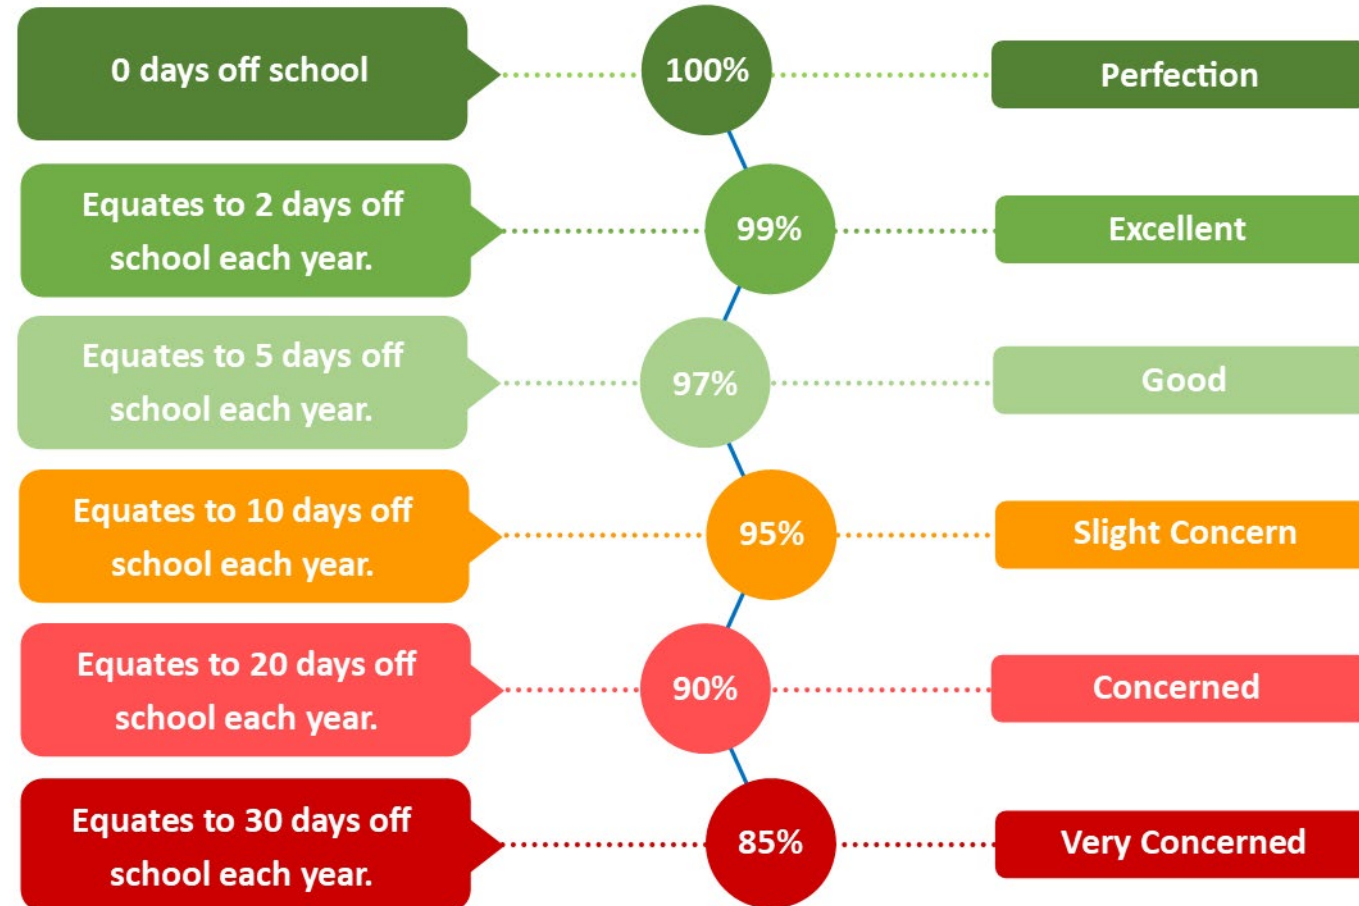 0 days off school
100%
Perfection
Equates to 2 days off
school each year.
99%
Excellent
Equates to 5 days off
school each year.
97%
Good
Equates to 10 days off
school each year.
95%
Slight Concern
Equates to 20 days off
school each year.
90%
Concerned
Equates to 30 days off
school each year.
85%
Very Concerned